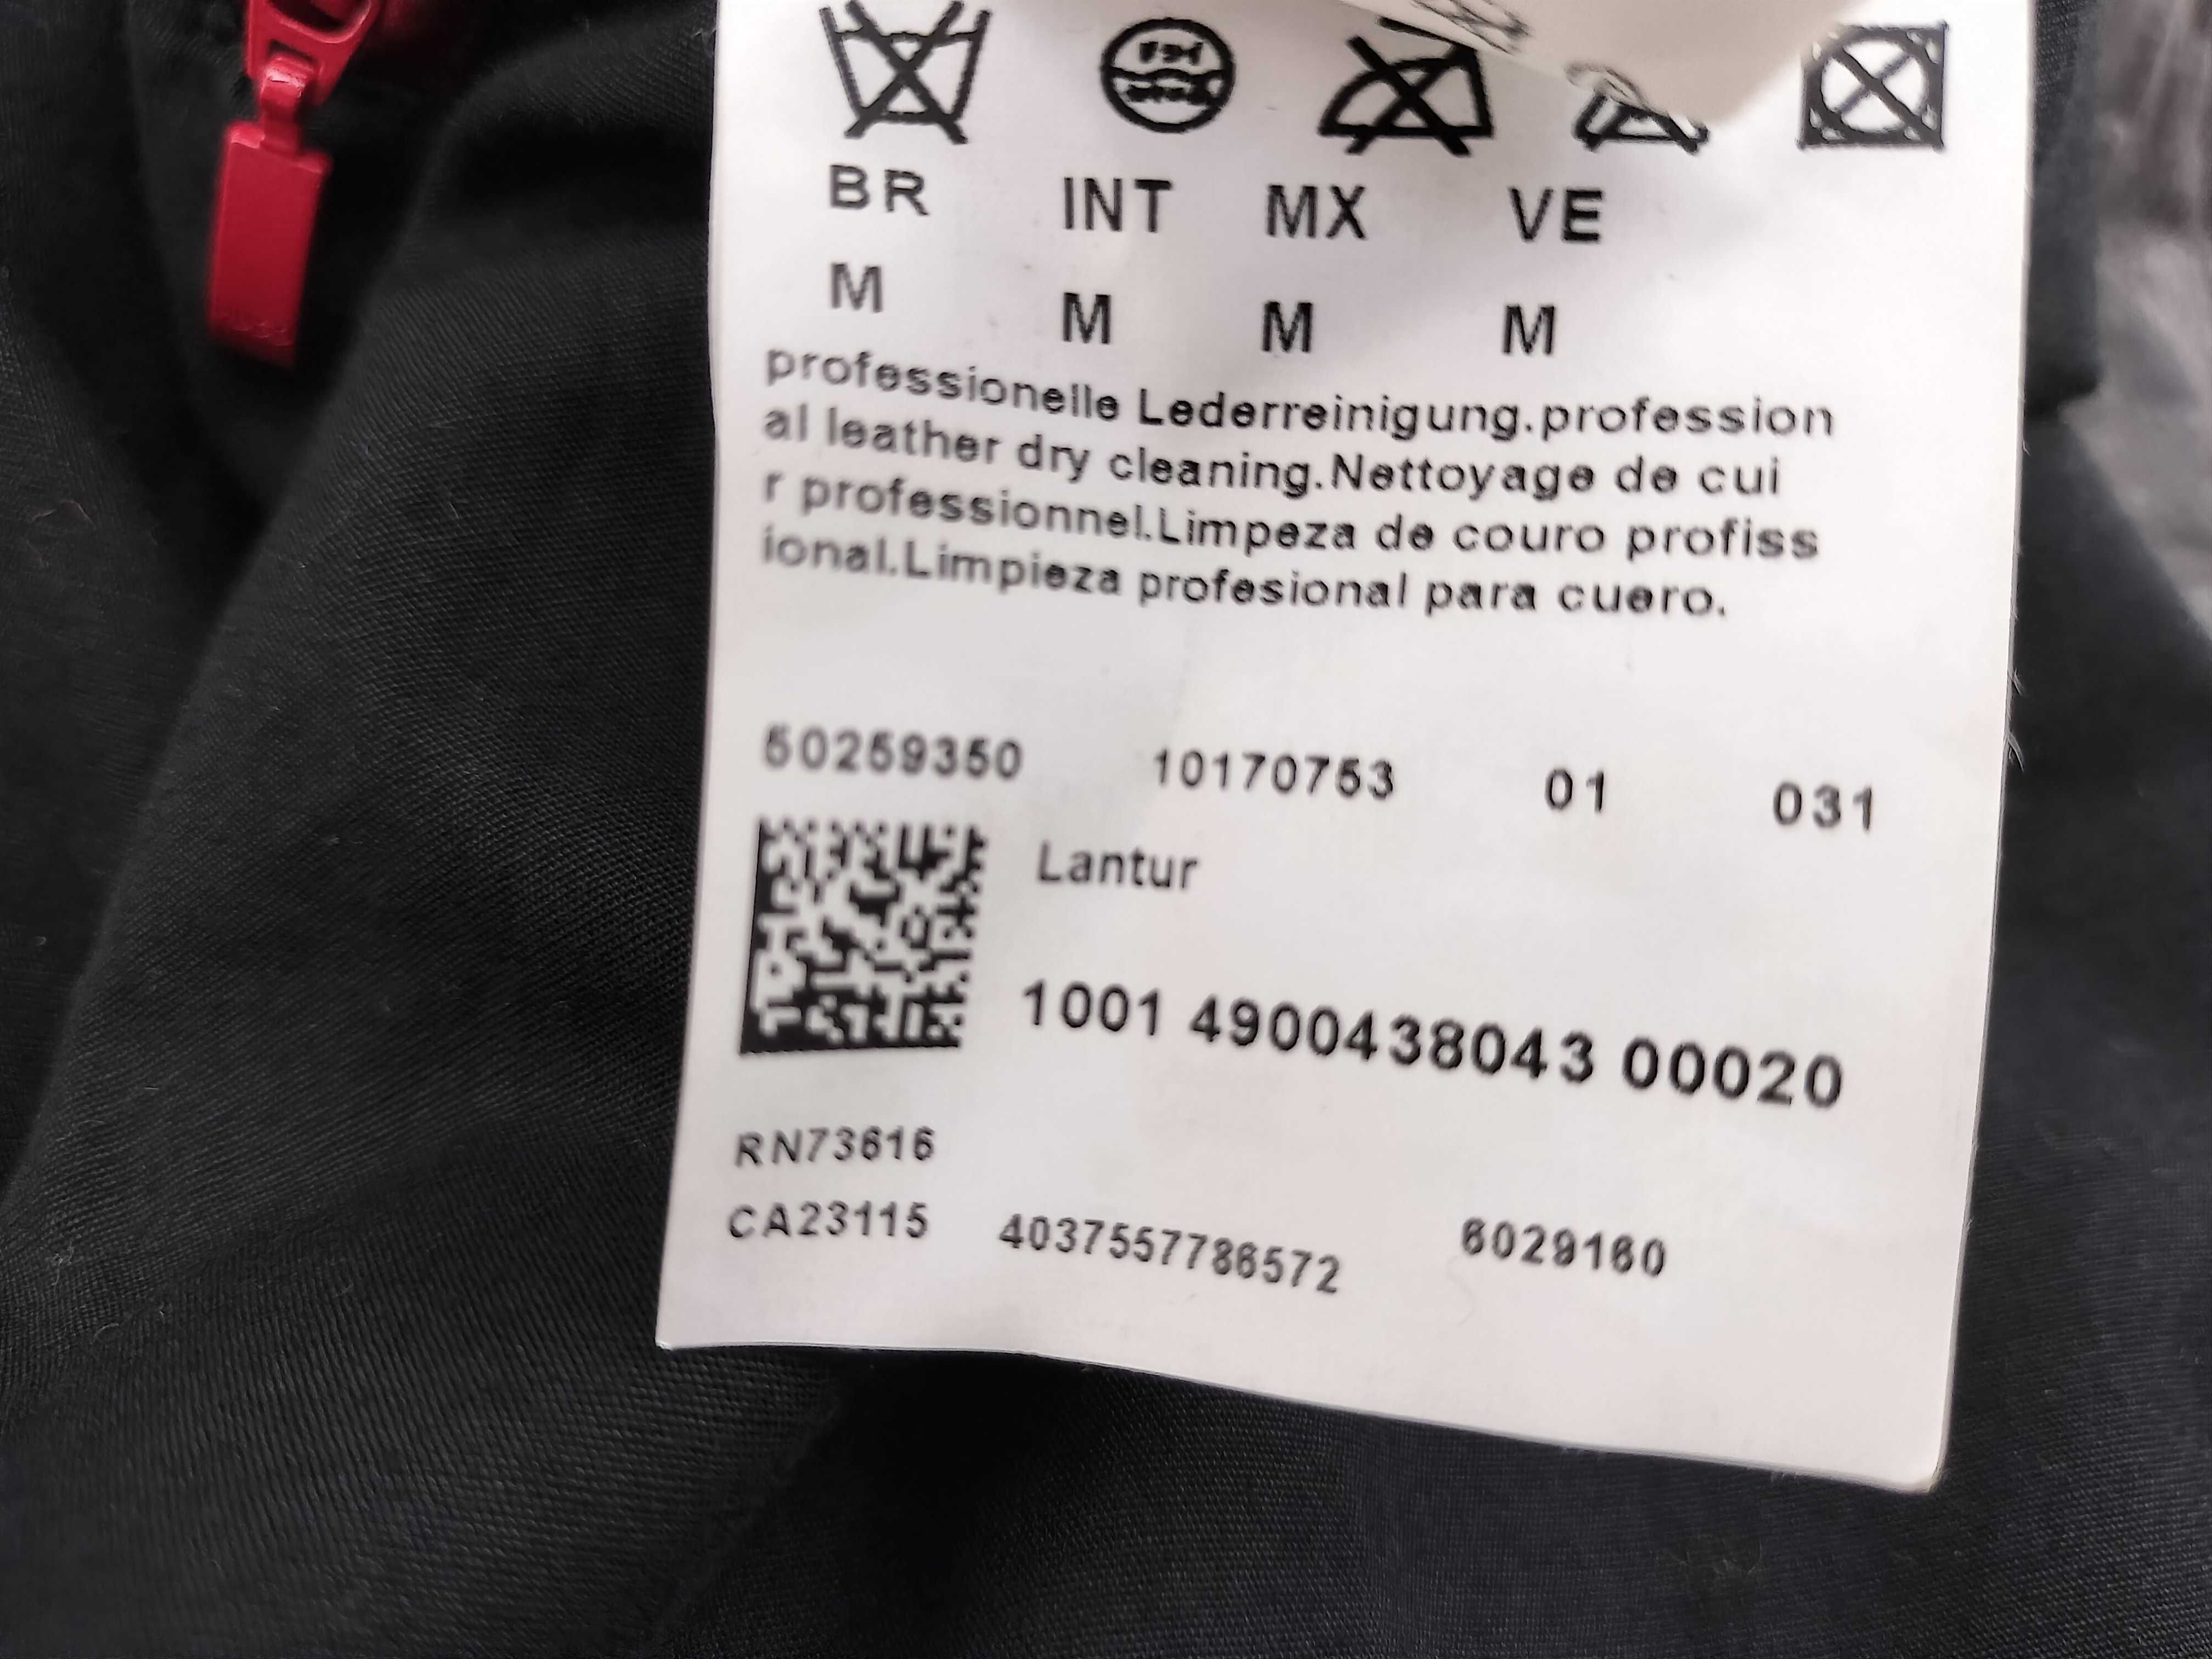 BR INT MX VE
M M M M
professionelle Lederreinigung.profession
al leather dry cleaning.Nettoyage de cui
r professionnel.Limpeza de couro profiss
ional.Limpieza profesional para cuero.
50259350 10170753 01 031
Lantur
1001 4900438043 00020
RN73616
CA23115 4037557786572 6029160